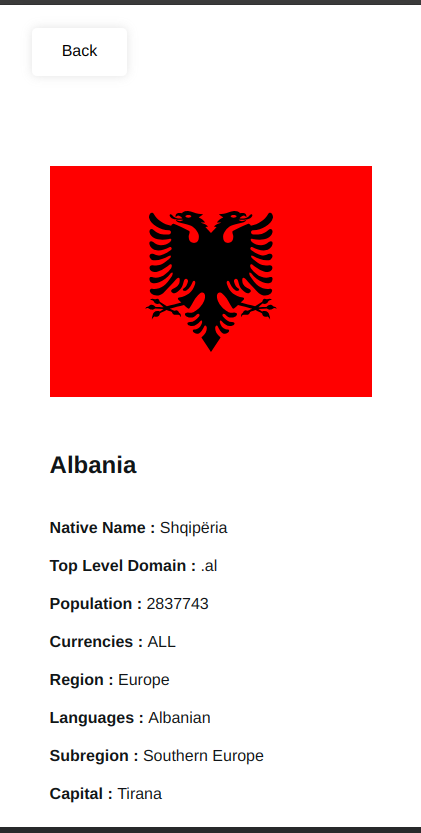 Back
Albania
Native Name : Shqipëria
Top Level Domain : .al
Population : 2837743
Currencies : ALL
Region : Europe
Languages : Albanian
Subregion : Southern Europe
Capital : Tirana